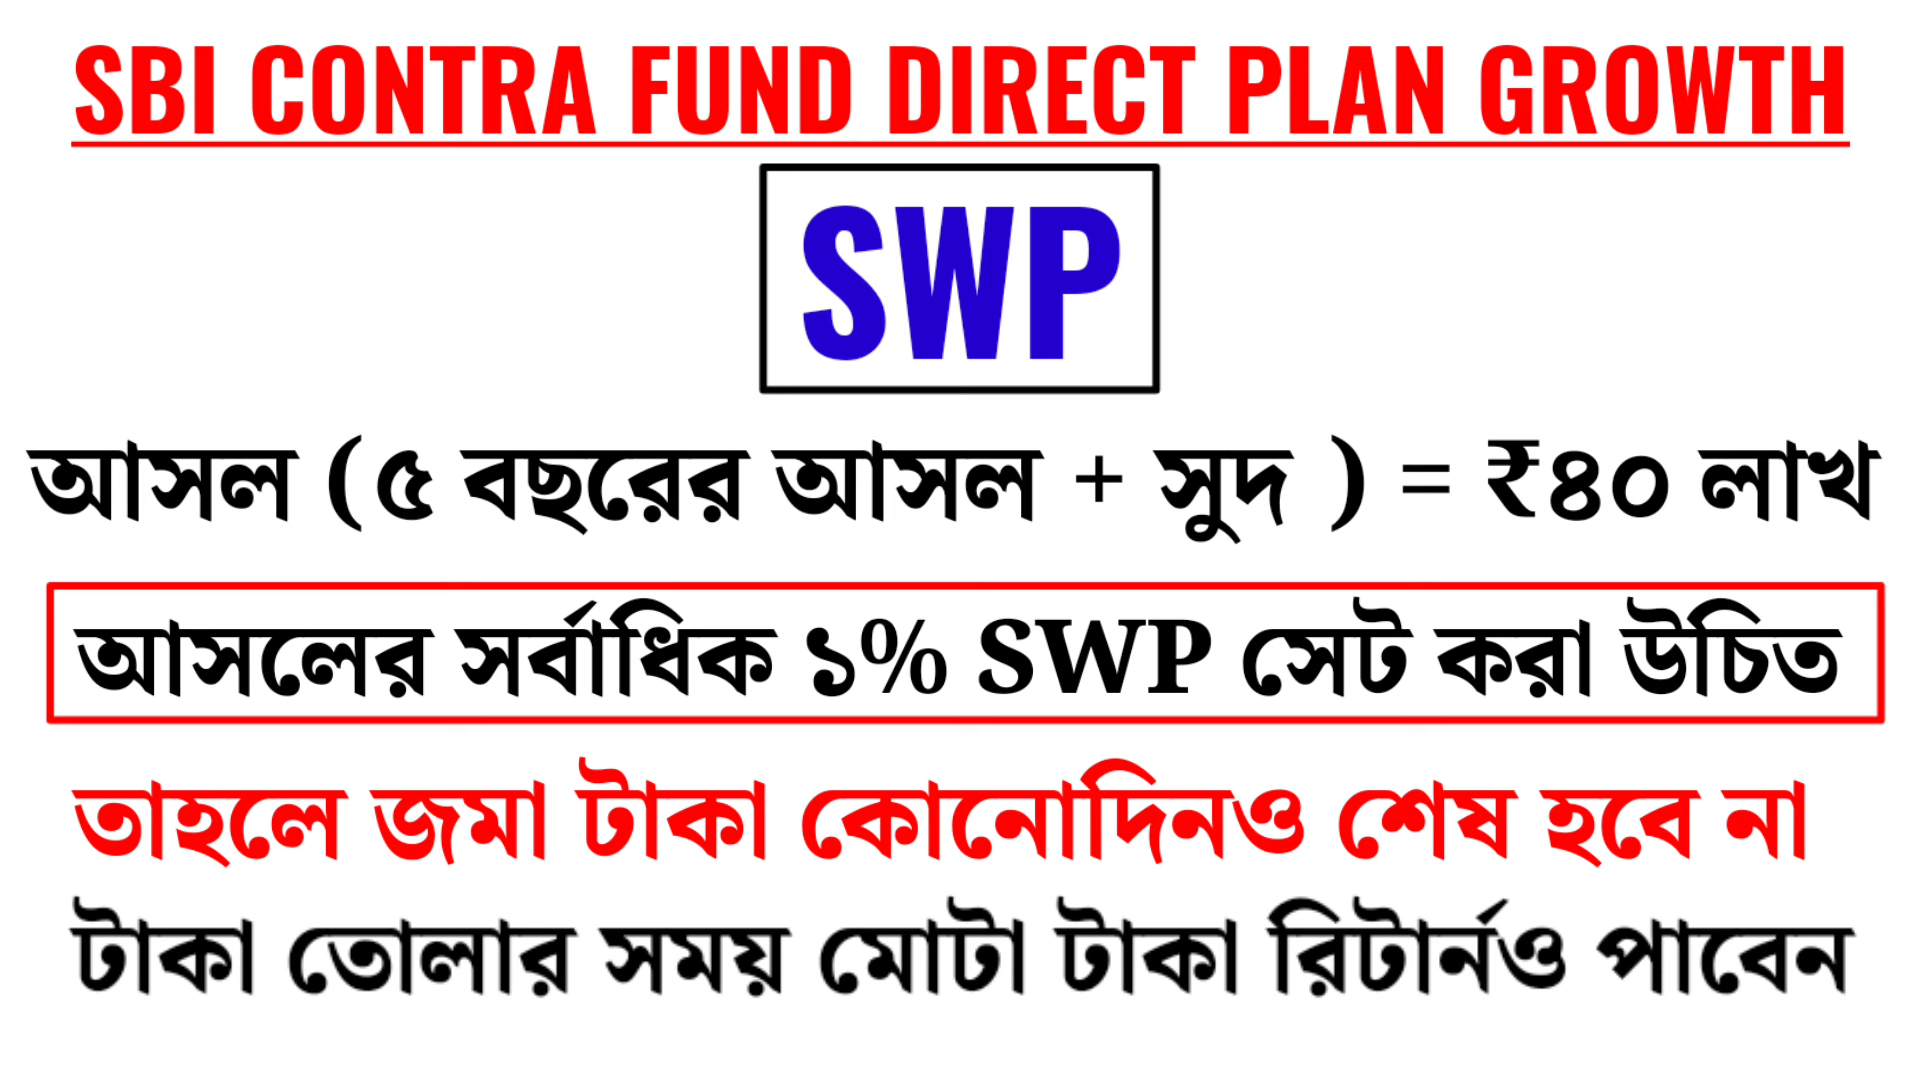 SBI CONTRA FUND DIRECT PLAN GROWTH
SWP
আসল (৫ বছরের আসল + সুদ ) = ₹৪০ লাখ
আসলের সর্বাধিক ১% SWP সেট করা উচিত
তাহলে জমা টাকা কোনোদিনও শেষ হবে না
টাকা তোলার সময় মোটা টাকা রিটার্নও পাবেন